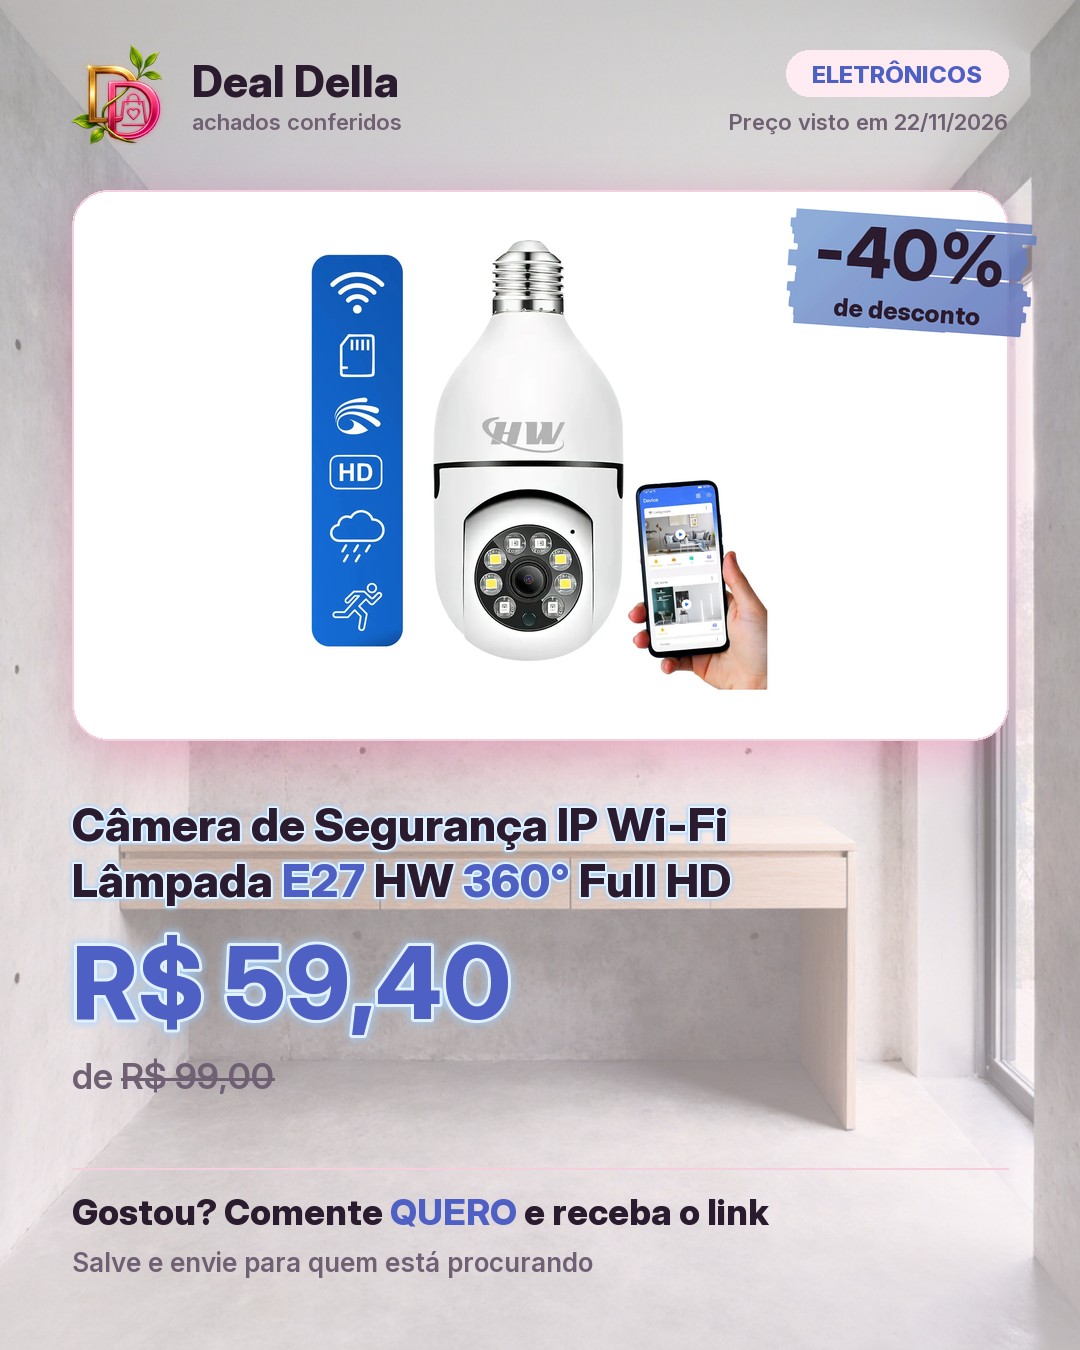 Deal Della
achados conferidos
ELETRÔNICOS
Preço visto em 22/11/2026
-40%
de desconto
HW
HD
Device
Câmera de Segurança IP Wi-Fi
Lâmpada E27 HW 360° Full HD
R$ 59,40
de R$ 99,00
Gostou? Comente QUERO e receba o link
Salve e envie para quem está procurando